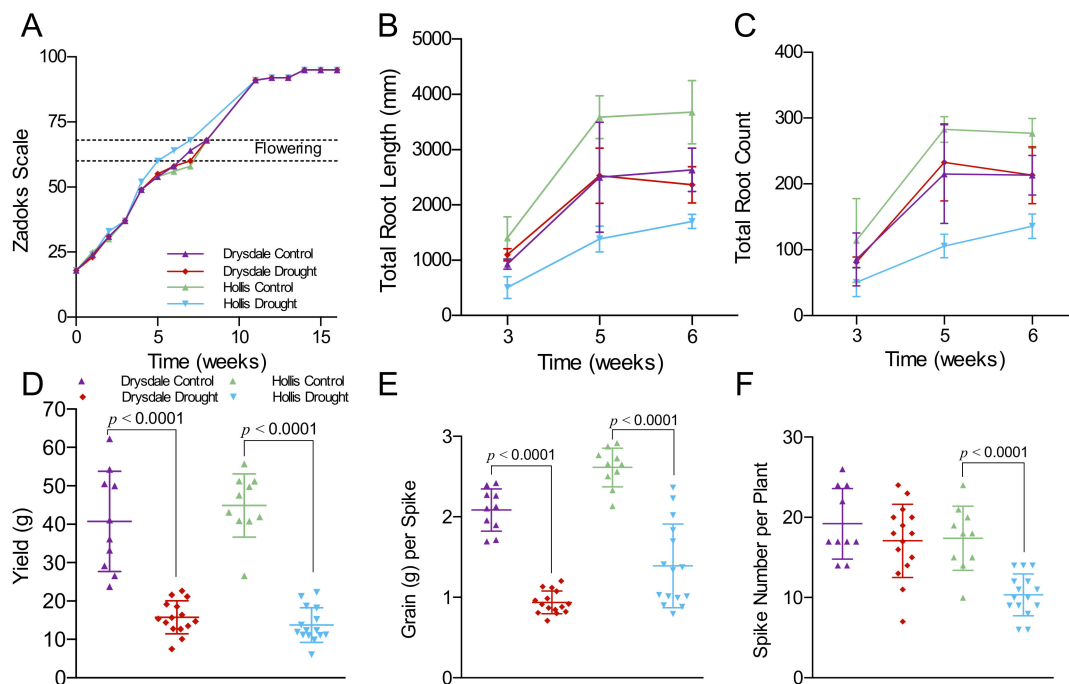 A
Zadoks Scale
100
75
50
25
0
Flowering
Drysdale Control
Drysdale Drought
Hollis Control
Hollis Drought
0 5 10 15
Time (weeks)
B
Total Root Length (mm)
5000
4000
3000
2000
1000
0
3 5 6
Time (weeks)
C
Total Root Count
400
300
200
100
0
3 5 6
Time (weeks)
D
Drysdale Control
Drysdale Drought
Hollis Control
Hollis Drought
Yield (g)
70
60
50
40
30
20
10
0
p < 0.0001
p < 0.0001
E
Grain (g) per Spike
3
2
1
0
p < 0.0001
p < 0.0001
F
Spike Number per Plant
30
20
10
0
p < 0.0001